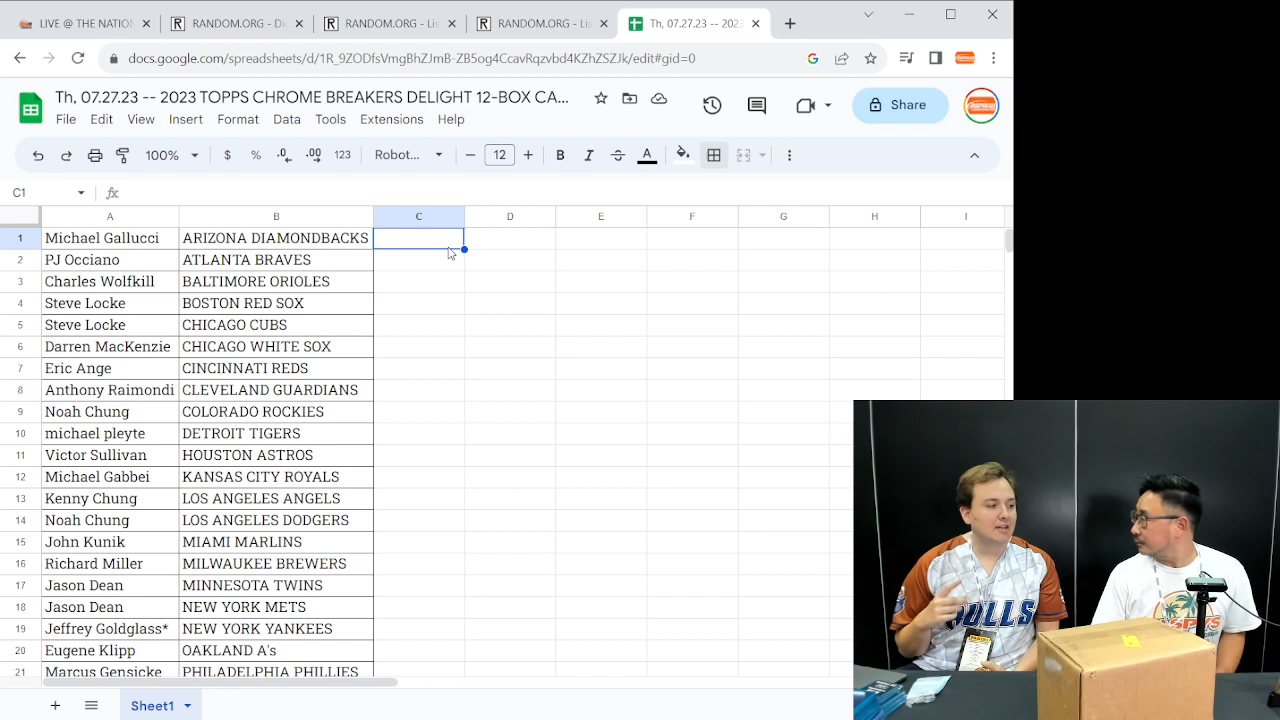 LIVE @ THE NATION
RANDOM.ORG - Di
RANDOM.ORG - Lis
RANDOM.ORG - Lis
Th, 07.27.23 -- 2023
docs.google.com/spreadsheets/d/1R_9ZODfsVmgBhZJmB-ZB5og4CcavRqrvbd4KZhZSZJk/edit#gid=0
Th, 07.27.23 -- 2023 TOPPS CHROME BREAKERS DELIGHT 12-BOX CA...
File Edit View Insert Format Data Tools Extensions Help
Share
100% $ % .0 .00 123 Robot... 12 B I S A
C1 fx
A B C D E F G H I
1 Michael Gallucci ARIZONA DIAMONDBACKS
2 PJ Occiano ATLANTA BRAVES
3 Charles Wolfkill BALTIMORE ORIOLES
4 Steve Locke BOSTON RED SOX
5 Steve Locke CHICAGO CUBS
6 Darren MacKenzie CHICAGO WHITE SOX
7 Eric Ange CINCINNATI REDS
8 Anthony Raimondi CLEVELAND GUARDIANS
9 Noah Chung COLORADO ROCKIES
10 michael pleyte DETROIT TIGERS
11 Victor Sullivan HOUSTON ASTROS
12 Michael Gabbei KANSAS CITY ROYALS
13 Kenny Chung LOS ANGELES ANGELS
14 Noah Chung LOS ANGELES DODGERS
15 John Kunik MIAMI MARLINS
16 Richard Miller MILWAUKEE BREWERS
17 Jason Dean MINNESOTA TWINS
18 Jason Dean NEW YORK METS
19 Jeffrey Goldglass* NEW YORK YANKEES
20 Eugene Klipp OAKLAND A's
21 Marcus Gensicke PHILADELPHIA PHILLIES
Sheet1
BULLS